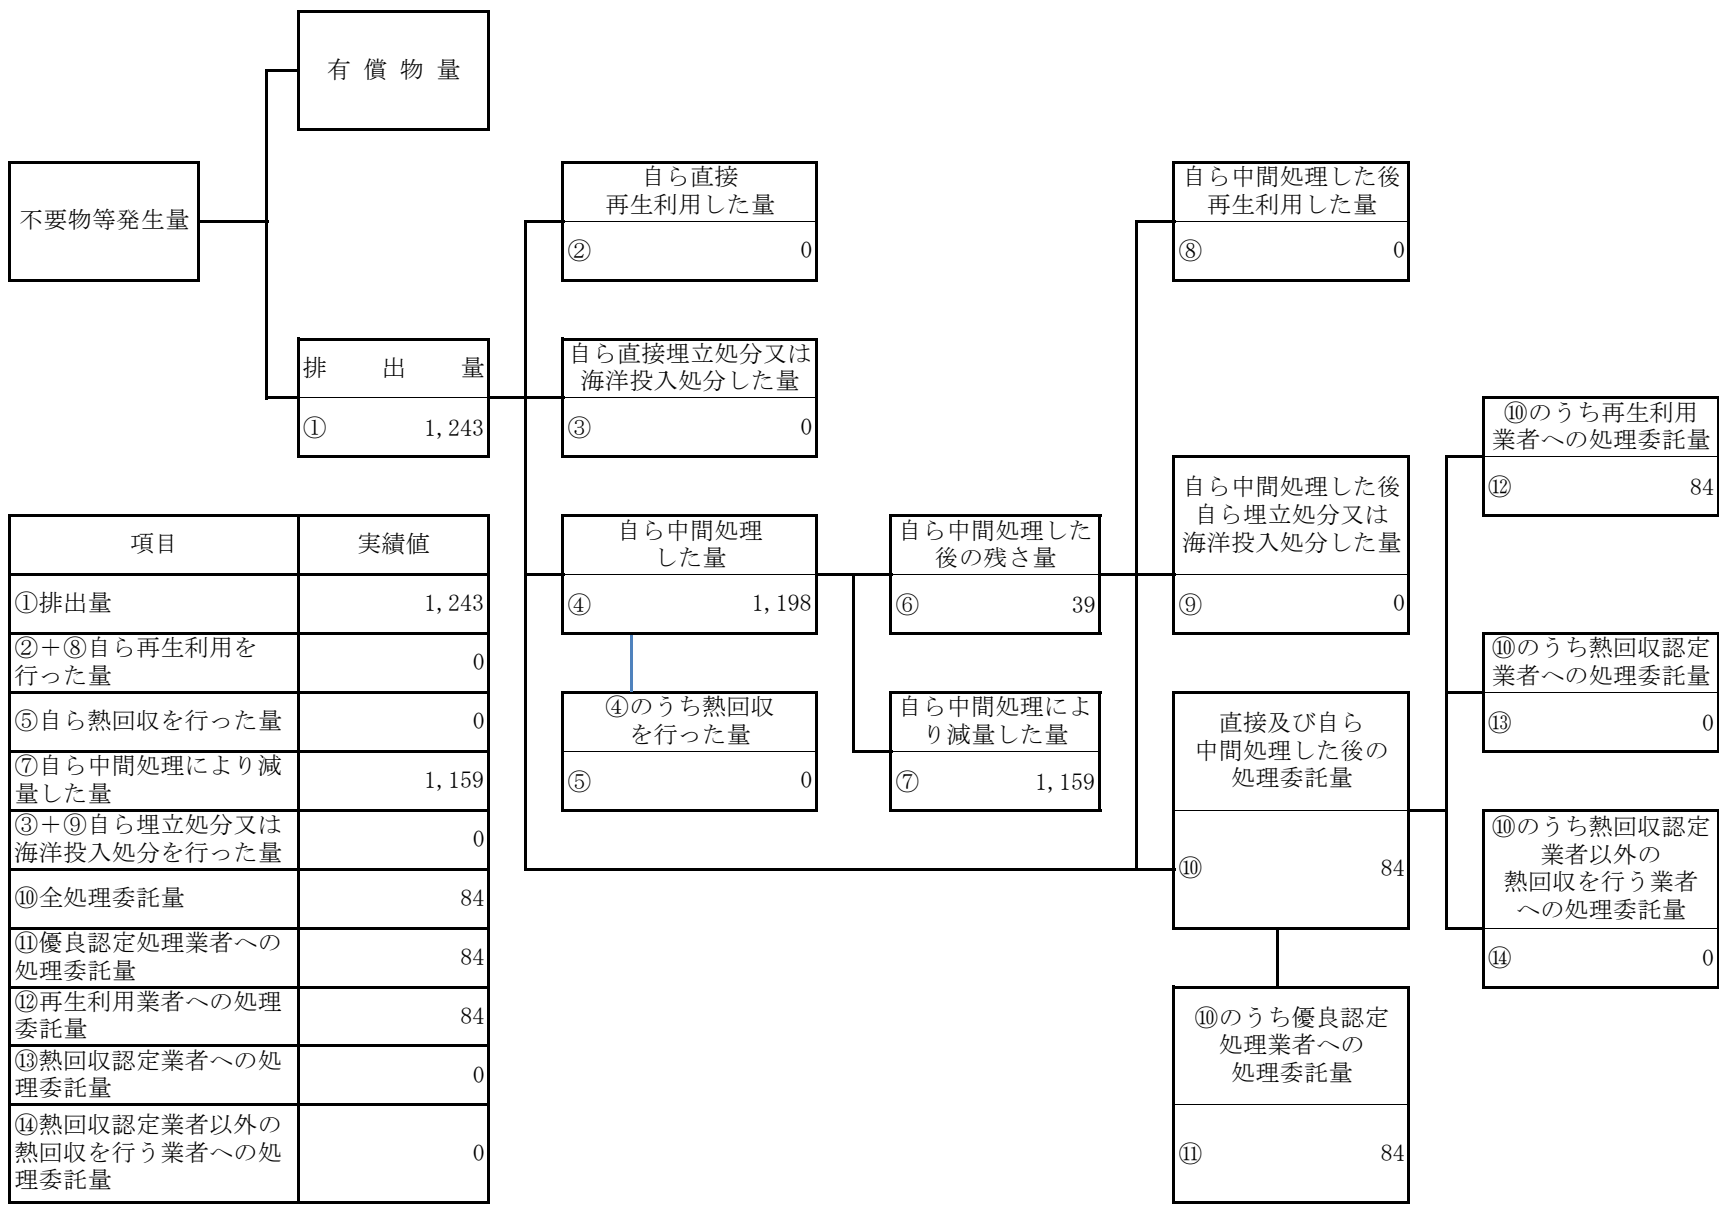 有 償 物 量
不要物等発生量
自ら直接
再生利用した量
② 0
自ら中間処理した後
再生利用した量
⑧ 0
排 出 量
① 1,243
自ら直接埋立処分又は
海洋投入処分した量
③ 0
⑩のうち再生利用
業者への処理委託量
⑫ 84
自ら中間処理した後
自ら埋立処分又は
海洋投入処分した量
⑨ 0
自ら中間処理
した量
④ 1,198
自ら中間処理した
後の残さ量
⑥ 39
⑩のうち熱回収認定
業者への処理委託量
⑬ 0
④のうち熱回収
を行った量
⑤ 0
自ら中間処理によ
り減量した量
⑦ 1,159
直接及び自ら
中間処理した後の
処理委託量
⑩ 84
⑩のうち熱回収認定
業者以外の
熱回収を行う業者
への処理委託量
⑭ 0
⑩のうち優良認定
処理業者への
処理委託量
⑪ 84
項目 実績値
①排出量 1,243
②＋⑧自ら再生利用を
行った量 0
⑤自ら熱回収を行った量 0
⑦自ら中間処理により減
量した量 1,159
③＋⑨自ら埋立処分又は
海洋投入処分を行った量 0
⑩全処理委託量 84
⑪優良認定処理業者への
処理委託量 84
⑫再生利用業者への処理
委託量 84
⑬熱回収認定業者への処
理委託量 0
⑭熱回収認定業者以外の
熱回収を行う業者への処
理委託量 0